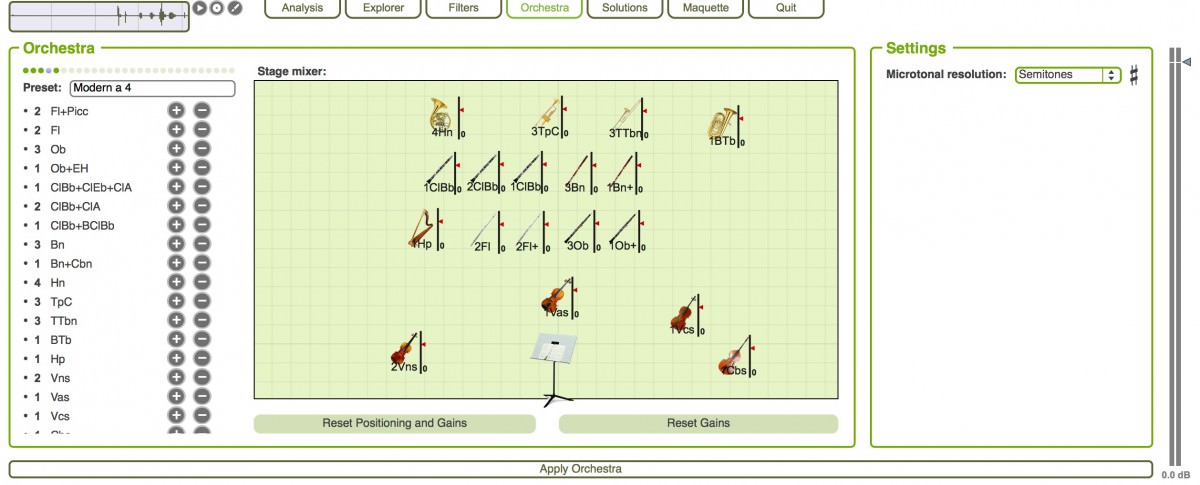 Analysis
Explorer
Filters
Orchestra
Solutions
Maquette
Quit
Orchestra
Preset: Modern a 4
• 2 Fl+Picc
• 2 Fl
• 3 Ob
• 1 Ob+EH
• 1 ClBb+ClEb+ClA
• 2 ClBb+ClA
• 1 ClBb+BClBb
• 3 Bn
• 1 Bn+Cbn
• 4 Hn
• 3 TpC
• 3 TTbn
• 1 BTb
• 1 Hp
• 2 Vns
• 1 Vas
• 1 Vcs
Stage mixer:
4Hn 0
3TpC 0
3TTbn 0
1BTb 0
1ClBb 0
2ClBb 0
1ClBb 0
3Bn 0
1Bn+ 0
1Hp 0
2Fl 0
2Fl+ 0
3Ob 0
1Ob+ 0
1Vas 0
1Vcs 0
2Vns 0
Cbs 0
Reset Positioning and Gains
Reset Gains
Settings
Microtonal resolution: Semitones
Apply Orchestra
0.0 dB